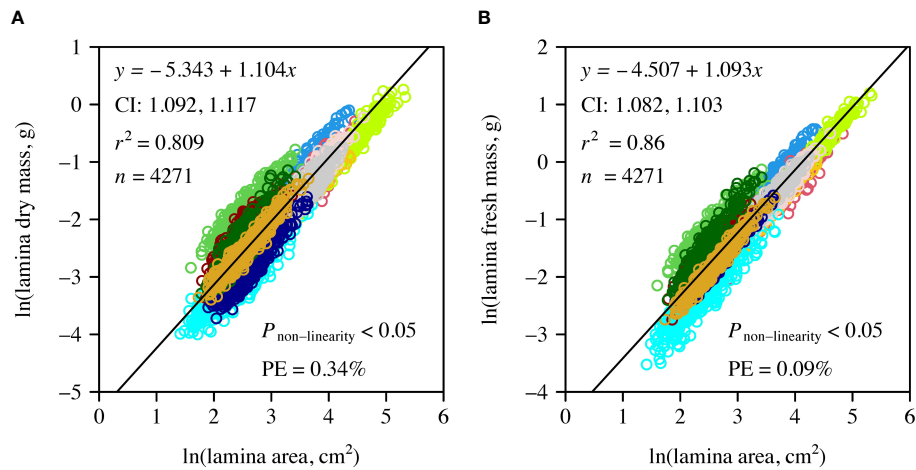 A
1
0
−1
−2
−3
−4
−5
ln(lamina dry mass, g)
y = −5.343 + 1.104x
CI: 1.092, 1.117
r² = 0.809
n = 4271
P non−linearity < 0.05
PE = 0.34%
0 1 2 3 4 5 6
ln(lamina area, cm²)
B
2
1
0
−1
−2
−3
−4
ln(lamina fresh mass, g)
y = −4.507 + 1.093x
CI: 1.082, 1.103
r² = 0.86
n = 4271
P non−linearity < 0.05
PE = 0.09%
0 1 2 3 4 5 6
ln(lamina area, cm²)